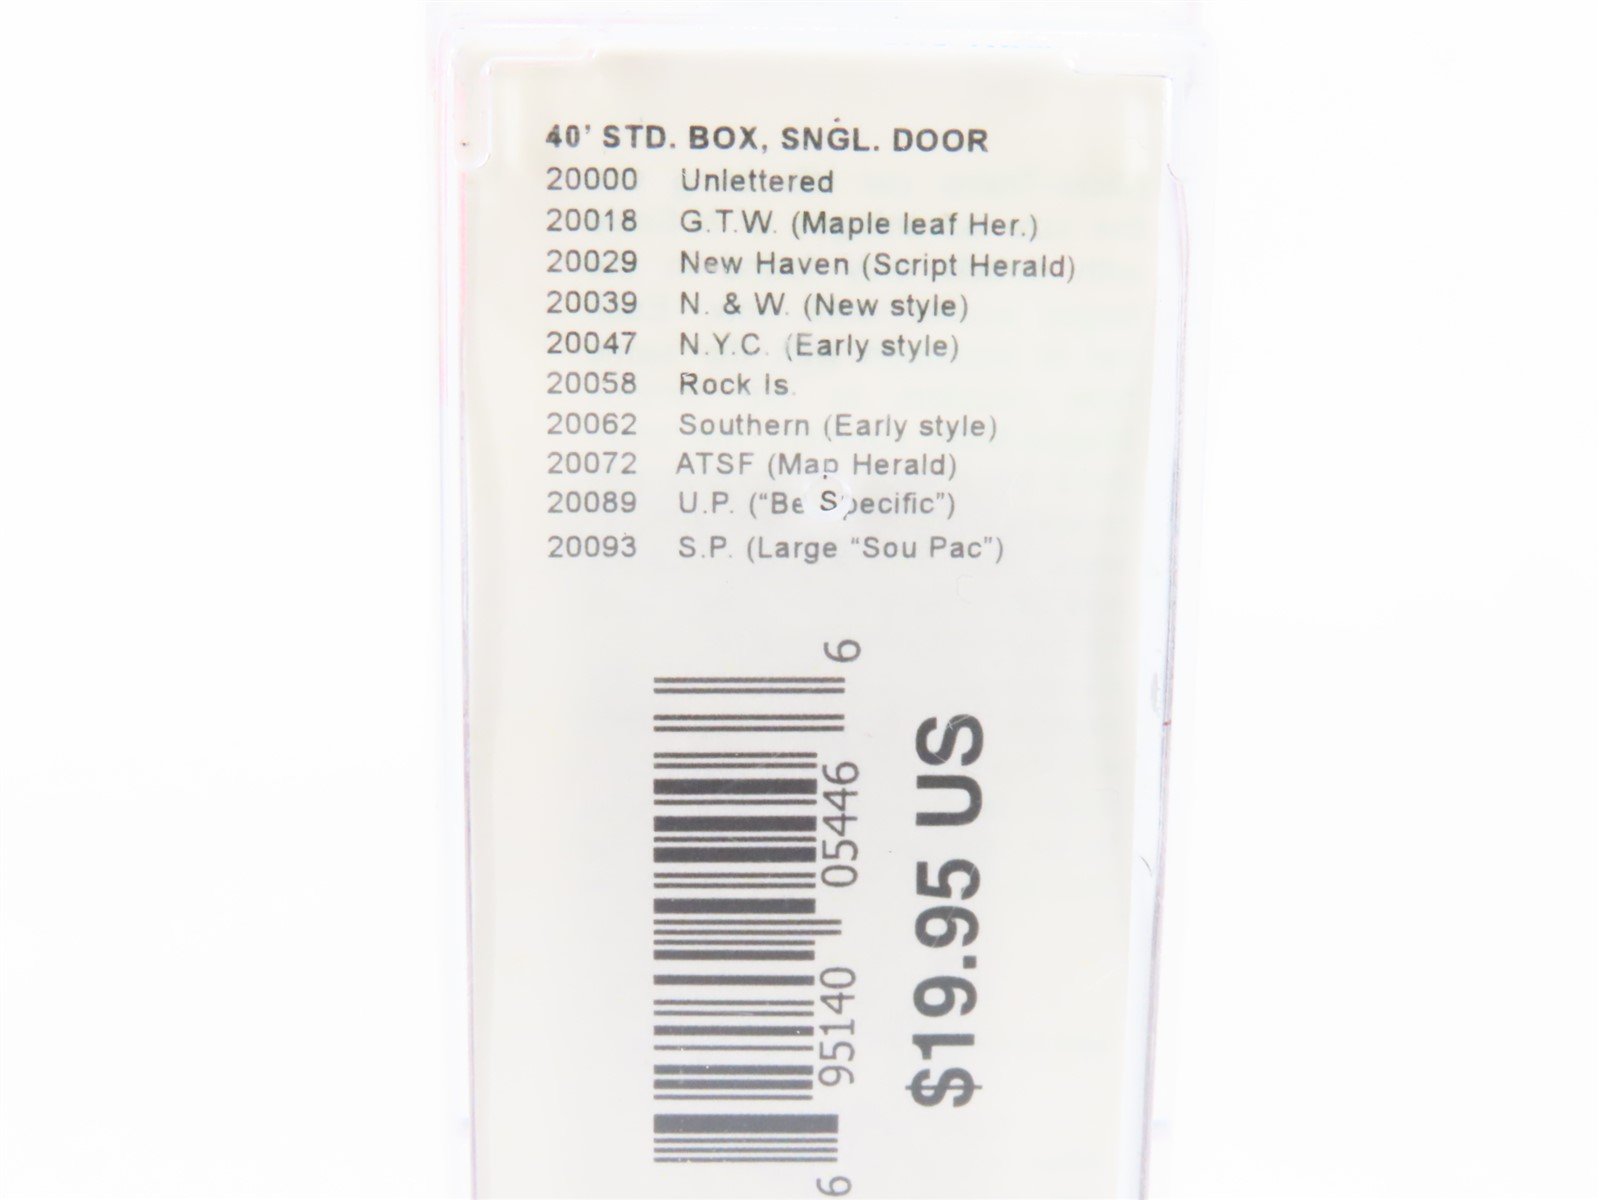 40' STD. BOX, SNGL. DOOR
20000 Unlettered
20018 G.T.W. (Maple leaf Her.)
20029 New Haven (Script Herald)
20039 N. & W. (New style)
20047 N.Y.C. (Early style)
20058 Rock Is.
20062 Southern (Early style)
20072 ATSF (Map Herald)
20089 U.P. (“Be Specific”)
20093 S.P. (Large “Sou Pac”)
6 95140 05446 6
$19.95 US